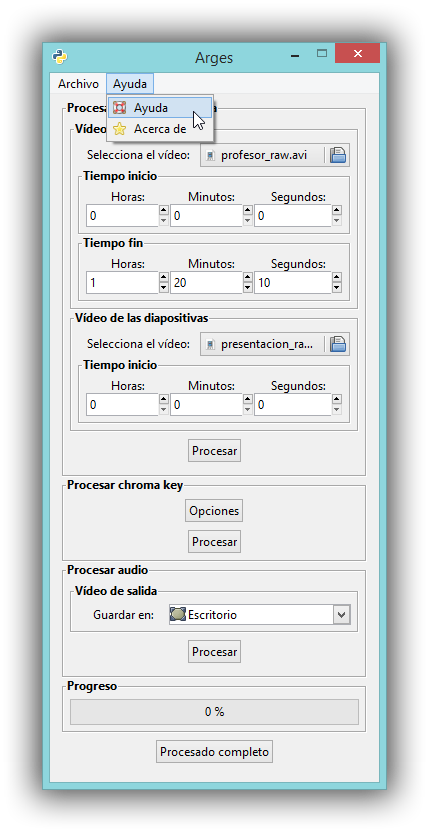 Arges
Archivo Ayuda
Ayuda
Acerca de
Vídeo
Selecciona el vídeo: profesor_raw.avi
Tiempo inicio
Horas: Minutos: Segundos:
0 0 0
Tiempo fin
Horas: Minutos: Segundos:
1 20 10
Vídeo de las diapositivas
Selecciona el vídeo: presentacion_ra...
Tiempo inicio
Horas: Minutos: Segundos:
0 0 0
Procesar
Procesar chroma key
Opciones
Procesar
Procesar audio
Vídeo de salida
Guardar en: Escritorio
Procesar
Progreso
0 %
Procesado completo